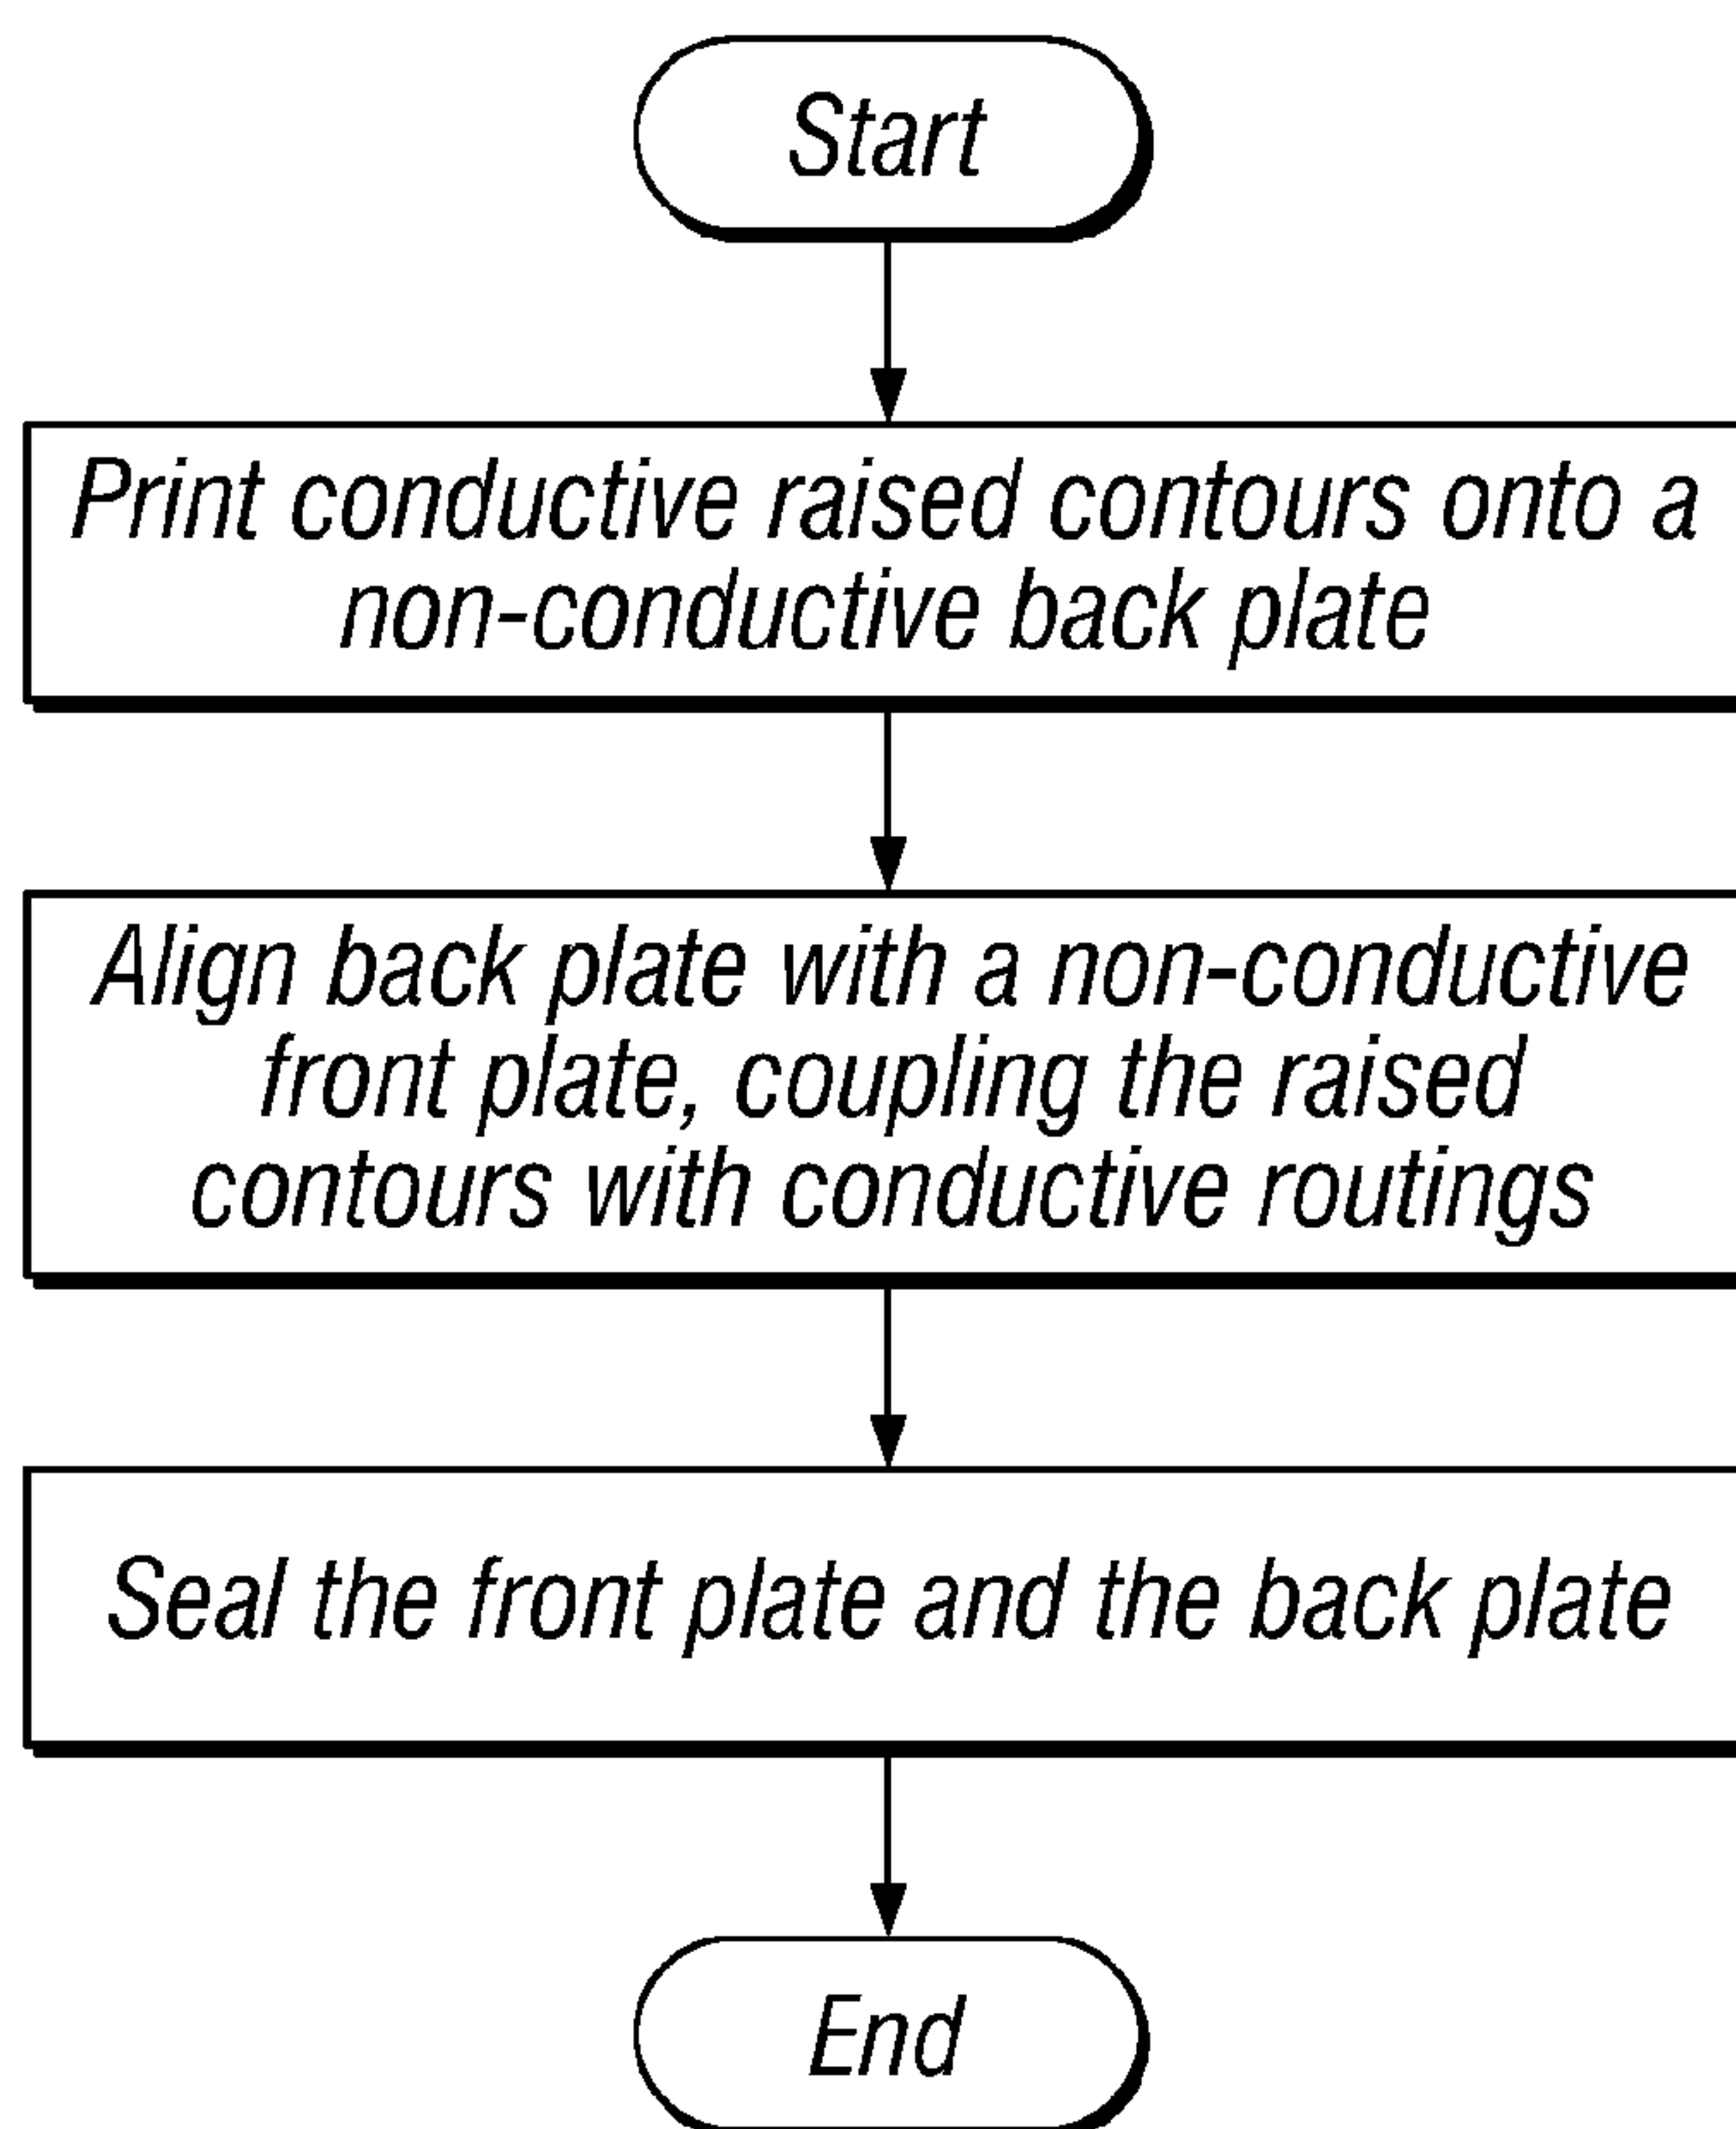 Start
Print conductive raised contours onto a
non-conductive back plate
Align back plate with a non-conductive
front plate, coupling the raised
contours with conductive routings
Seal the front plate and the back plate
End